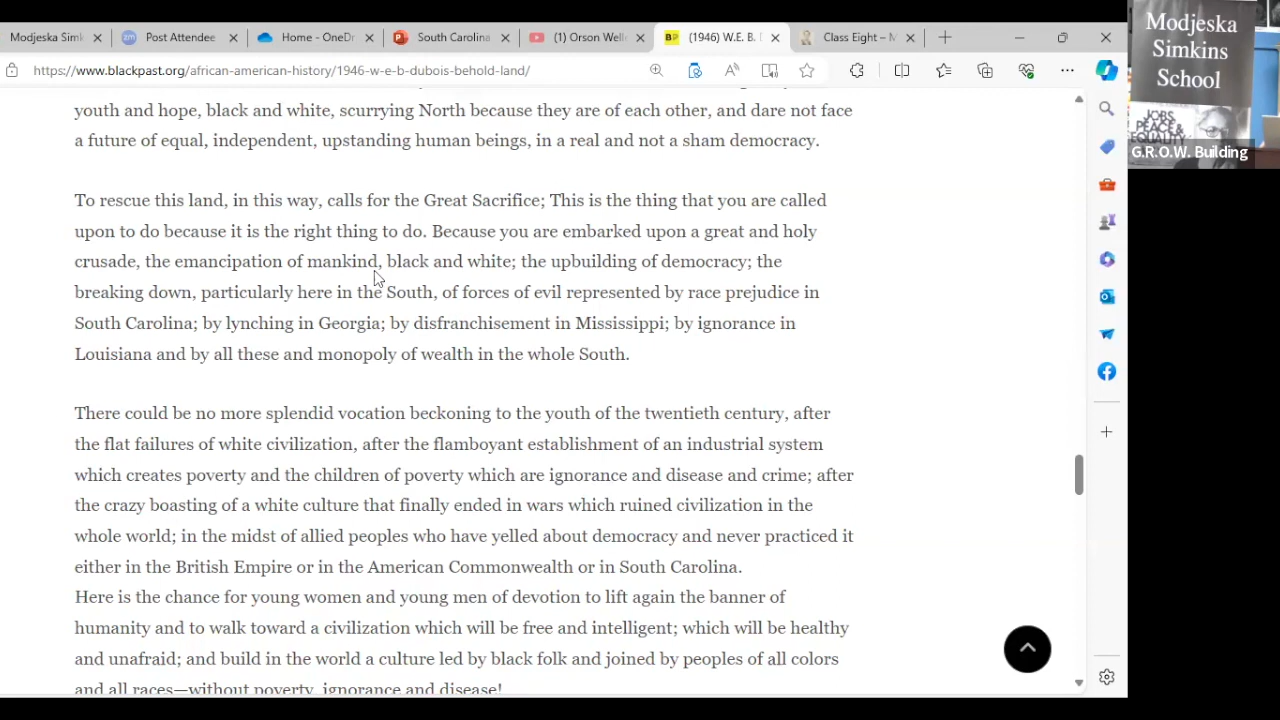 Modjeska Simk
Post Attendee
Home - OneDr
South Carolina
(1) Orson Well
(1946) W.E.B.
Class Eight – M
https://www.blackpast.org/african-american-history/1946-w-e-b-dubois-behold-land/
Modjeska
Simkins
School
JOBS,
PEACE &
EQUALITY
G.R.O.W. Building
youth and hope, black and white, scurrying North because they are of each other, and dare not face
a future of equal, independent, upstanding human beings, in a real and not a sham democracy.
To rescue this land, in this way, calls for the Great Sacrifice; This is the thing that you are called
upon to do because it is the right thing to do. Because you are embarked upon a great and holy
crusade, the emancipation of mankind, black and white; the upbuilding of democracy; the
breaking down, particularly here in the South, of forces of evil represented by race prejudice in
South Carolina; by lynching in Georgia; by disfranchisement in Mississippi; by ignorance in
Louisiana and by all these and monopoly of wealth in the whole South.
There could be no more splendid vocation beckoning to the youth of the twentieth century, after
the flat failures of white civilization, after the flamboyant establishment of an industrial system
which creates poverty and the children of poverty which are ignorance and disease and crime; after
the crazy boasting of a white culture that finally ended in wars which ruined civilization in the
whole world; in the midst of allied peoples who have yelled about democracy and never practiced it
either in the British Empire or in the American Commonwealth or in South Carolina.
Here is the chance for young women and young men of devotion to lift again the banner of
humanity and to walk toward a civilization which will be free and intelligent; which will be healthy
and unafraid; and build in the world a culture led by black folk and joined by peoples of all colors
and all races—without poverty, ignorance and disease!